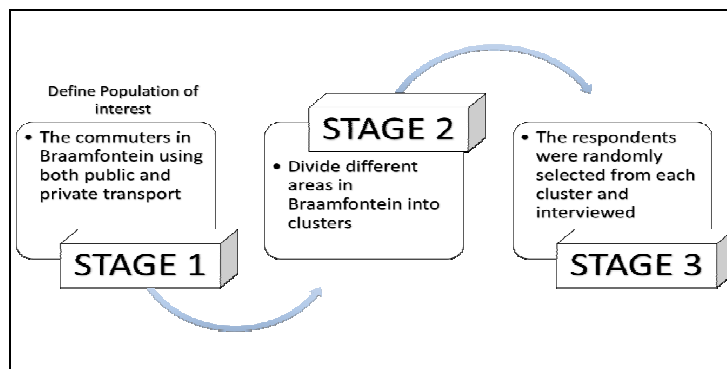 Define Population of
interest
• The commuters in
Braamfontein using
both public and
private transport
STAGE 1
STAGE 2
• Divide different
areas in
Braamfontein into
clusters
• The respondents
were randomly
selected from each
cluster and
interviewed
STAGE 3